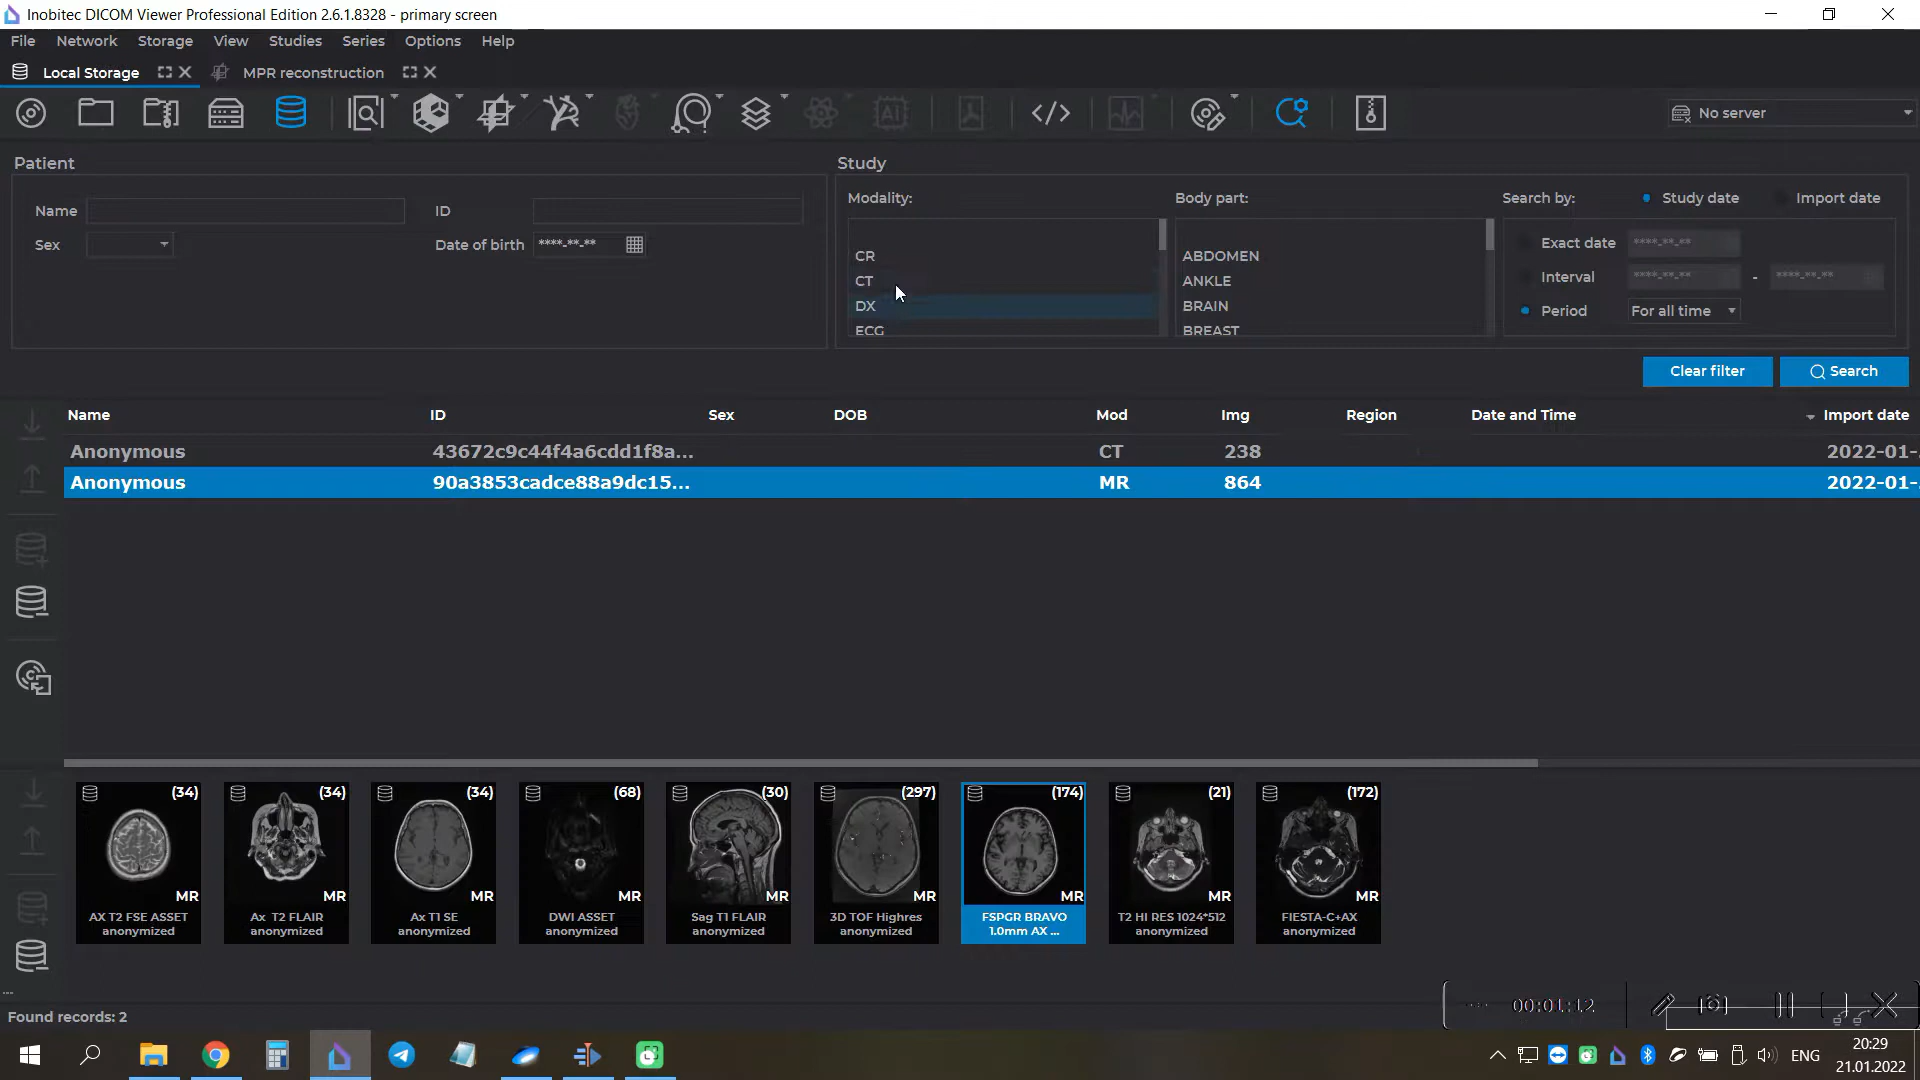 Inobitec DICOM Viewer Professional Edition 2.6.1.8328 - primary screen
File Network Storage View Studies Series Options Help
Local Storage MPR reconstruction
AI </>
No server
Patient
Name
ID
Sex
Date of birth ****-**-**
Study
Modality:
CR
CT
DX
ECG
Body part:
ABDOMEN
ANKLE
BRAIN
BREAST
Search by: Study date Import date
Exact date ****-**-**
Interval ****-**-** - ****-**-**
Period For all time
Clear filter Search
Name ID Sex DOB Mod Img Region Date and Time Import date
Anonymous 43672c9c44f4a6cdd1f8a... CT 238 2022-01-
Anonymous 90a3853cadce88a9dc15... MR 864 2022-01-
(34)
MR
AX T2 FSE ASSET
anonymized
(34)
MR
Ax T2 FLAIR
anonymized
(34)
MR
Ax T1 SE
anonymized
(68)
MR
DWI ASSET
anonymized
(30)
MR
Sag T1 FLAIR
anonymized
(297)
MR
3D TOF Highres
anonymized
(174)
MR
FSPGR BRAVO
1.0mm AX ...
(21)
MR
T2 HI RES 1024*512
anonymized
(172)
MR
FIESTA-C+AX
anonymized
...
00:01:12
Found records: 2
ENG
20:29
21.01.2022